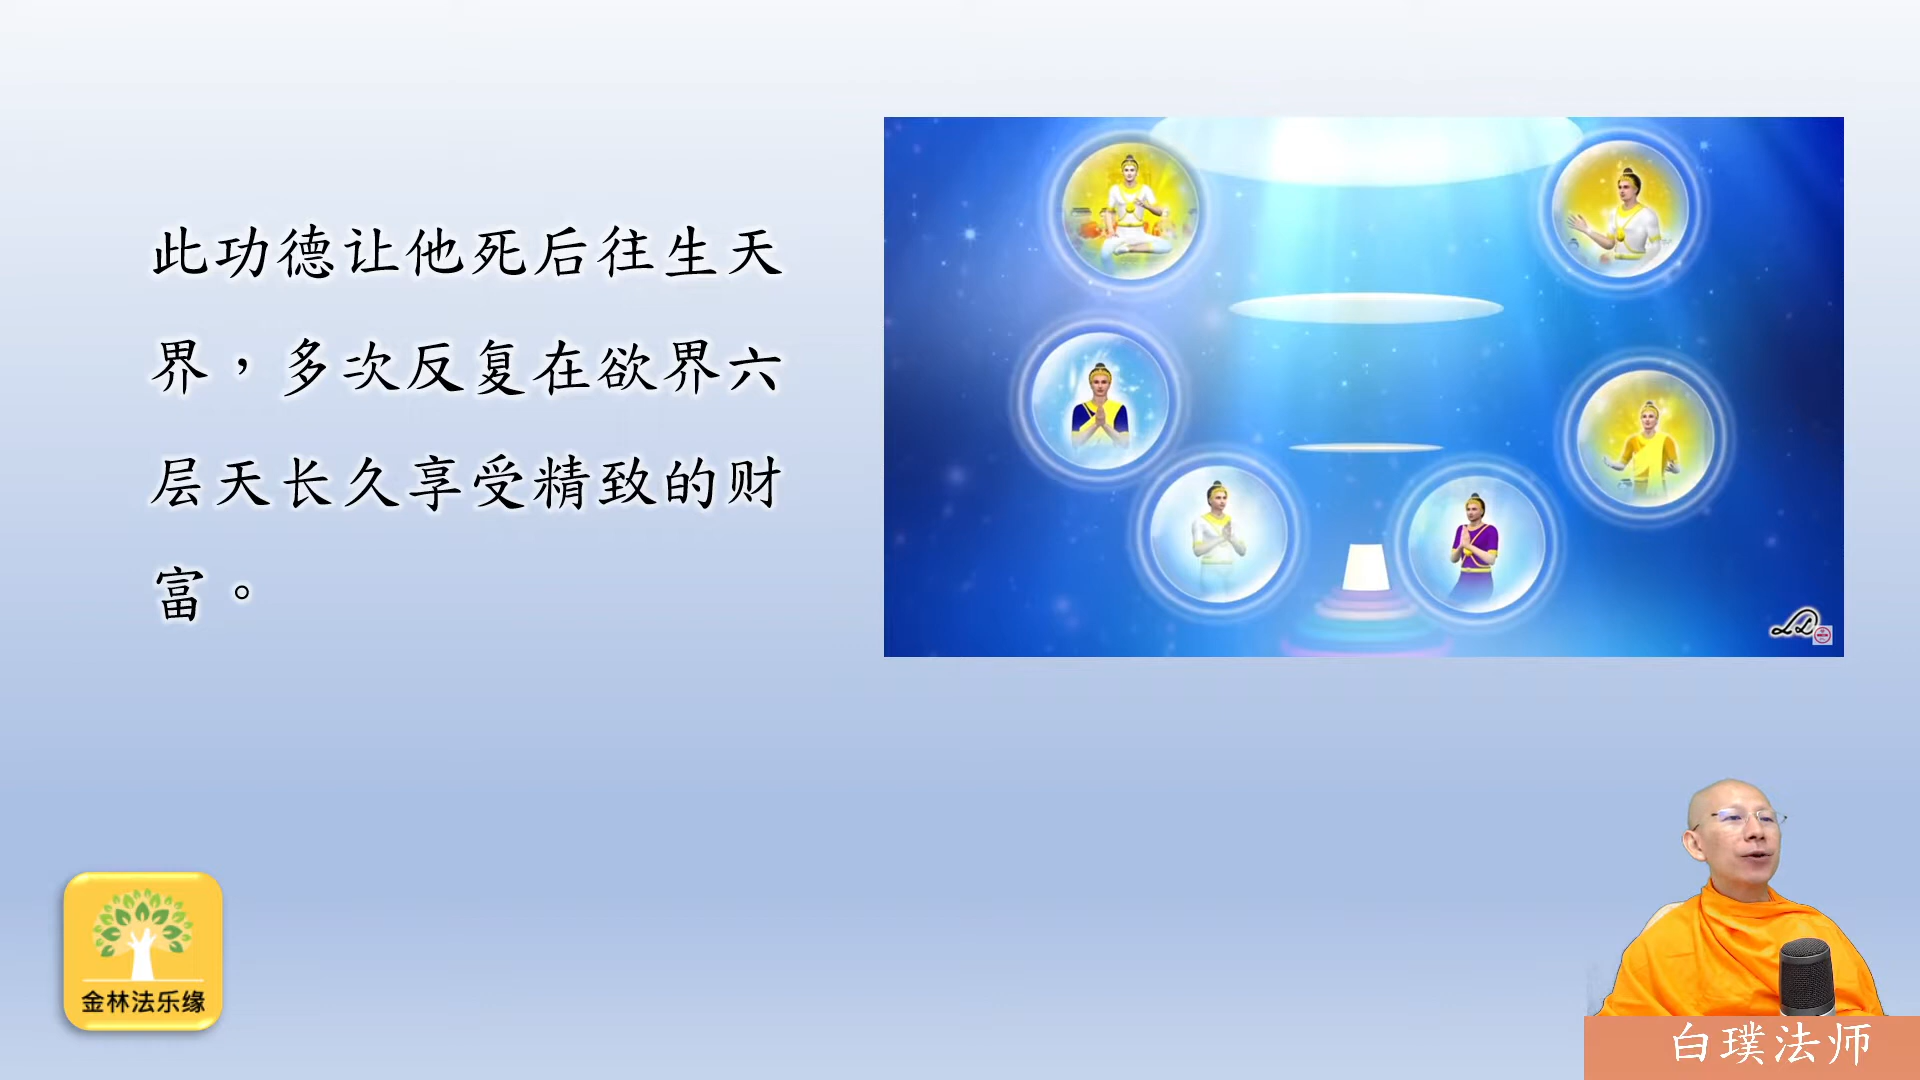 此功德让他死后往生天
界，多次反复在欲界六
层天长久享受精致的财
富。
金林法乐缘
白璞法师